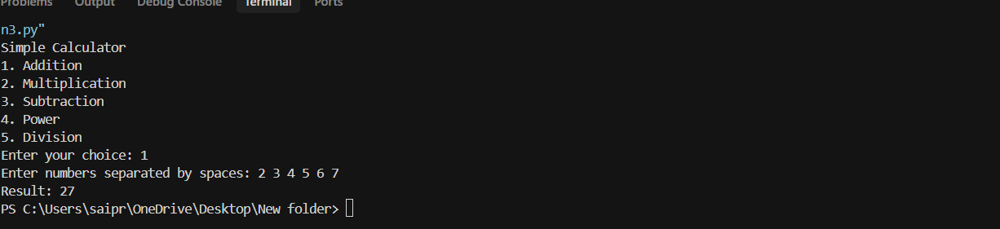 Problems Output Debug Console Terminal Ports
n3.py"
Simple Calculator
1. Addition
2. Multiplication
3. Subtraction
4. Power
5. Division
Enter your choice: 1
Enter numbers separated by spaces: 2 3 4 5 6 7
Result: 27
PS C:\Users\saipr\OneDrive\Desktop\New folder>